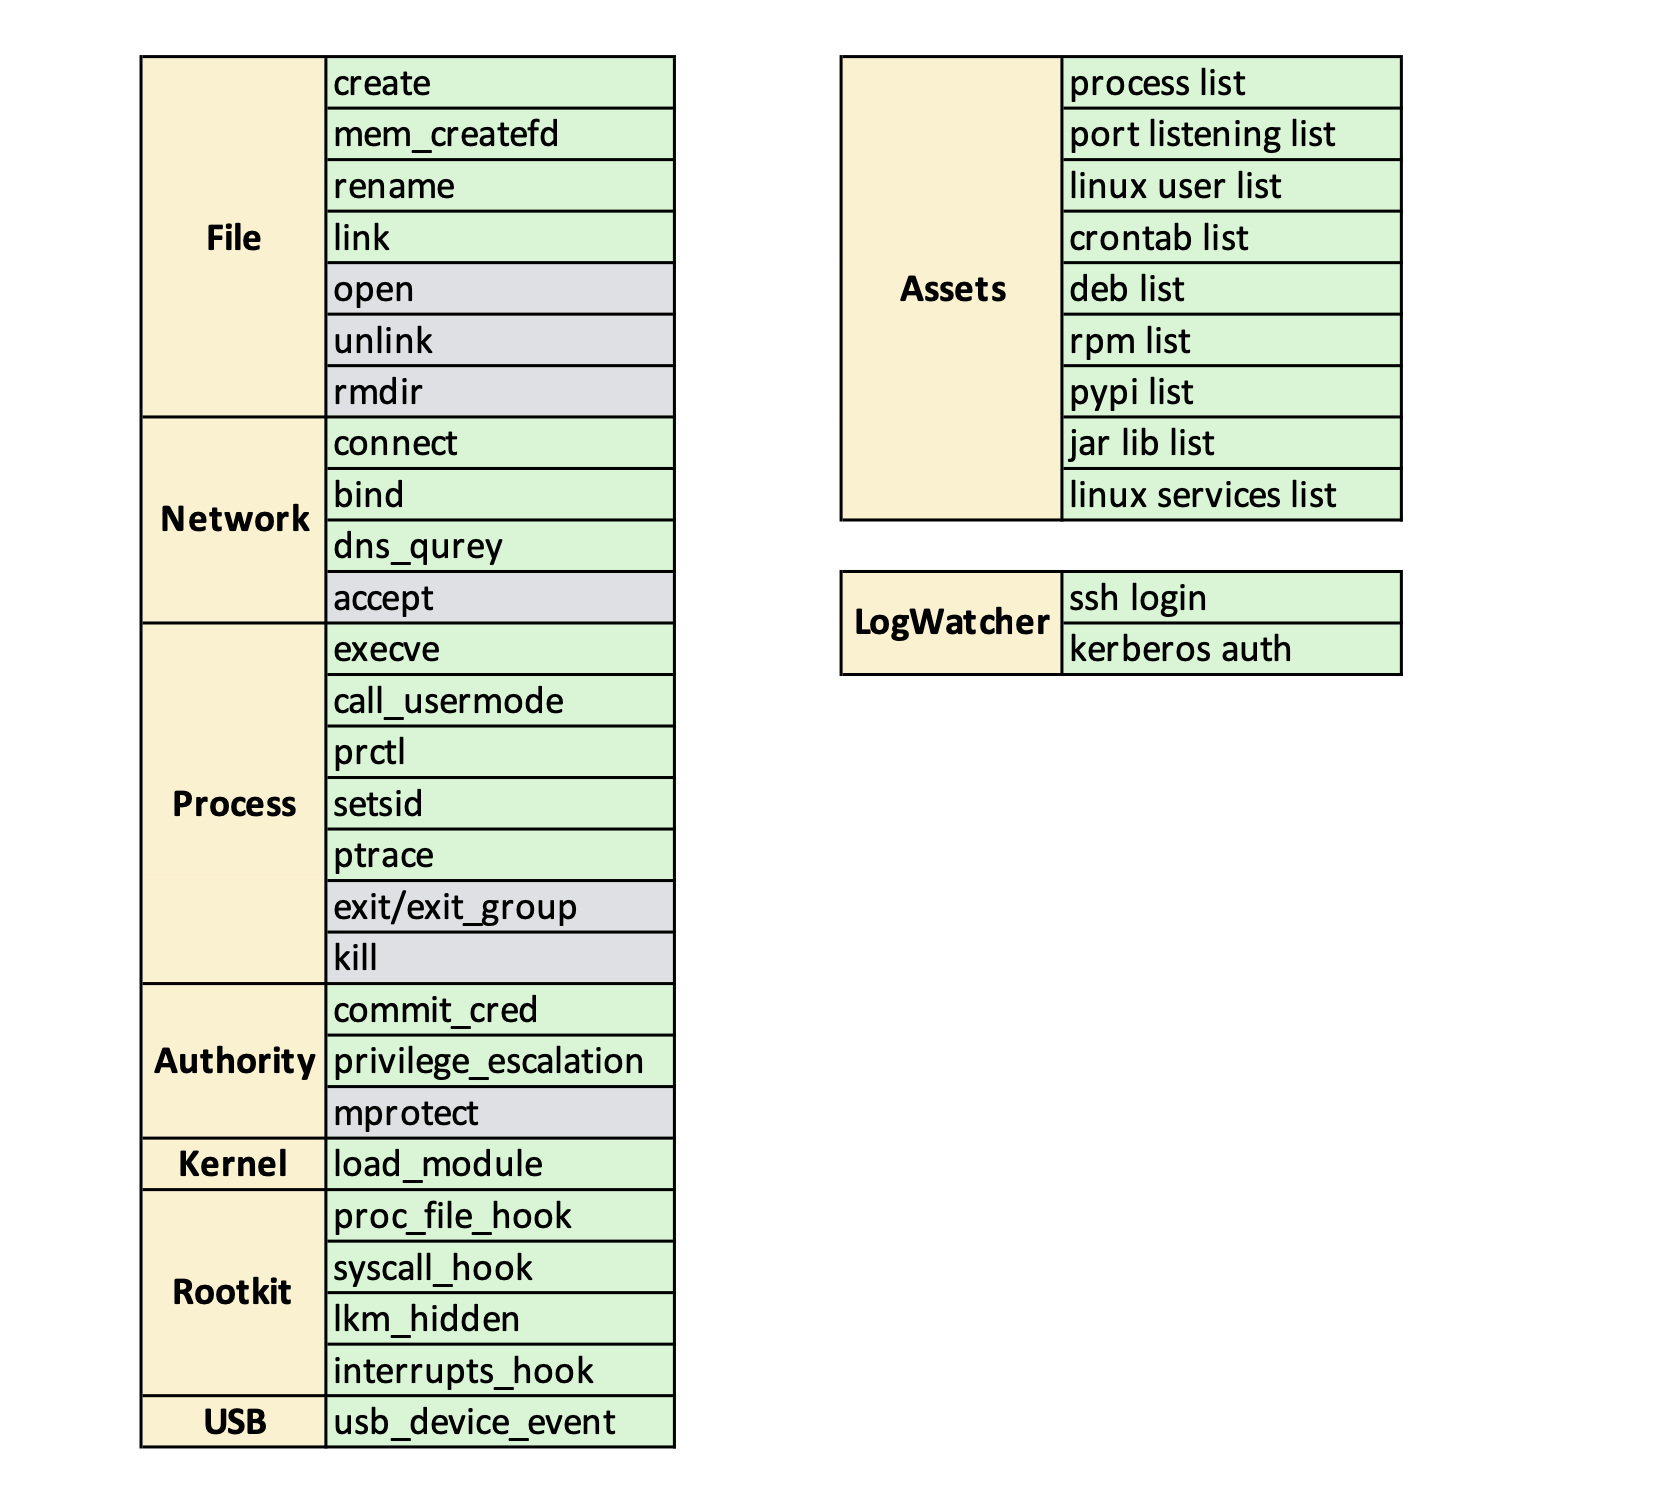 File
create
mem_createfd
rename
link
open
unlink
rmdir
Network
connect
bind
dns_qurey
accept
Process
execve
call_usermode
prctl
setsid
ptrace
exit/exit_group
kill
Authority
commit_cred
privilege_escalation
mprotect
Kernel
load_module
Rootkit
proc_file_hook
syscall_hook
lkm_hidden
interrupts_hook
USB
usb_device_event
Assets
process list
port listening list
linux user list
crontab list
deb list
rpm list
pypi list
jar lib list
linux services list
LogWatcher
ssh login
kerberos auth